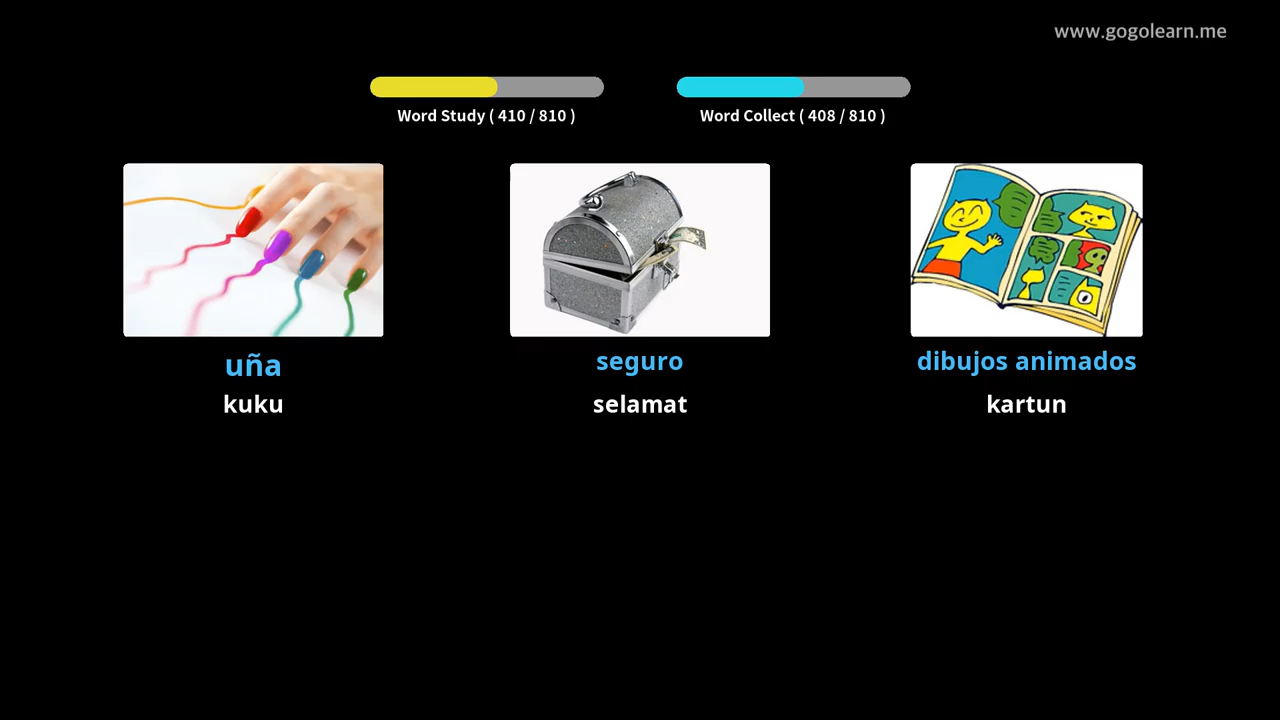 www.gogolearn.me
Word Study ( 410 / 810 )
Word Collect ( 408 / 810 )
uña
seguro
dibujos animados
kuku
selamat
kartun